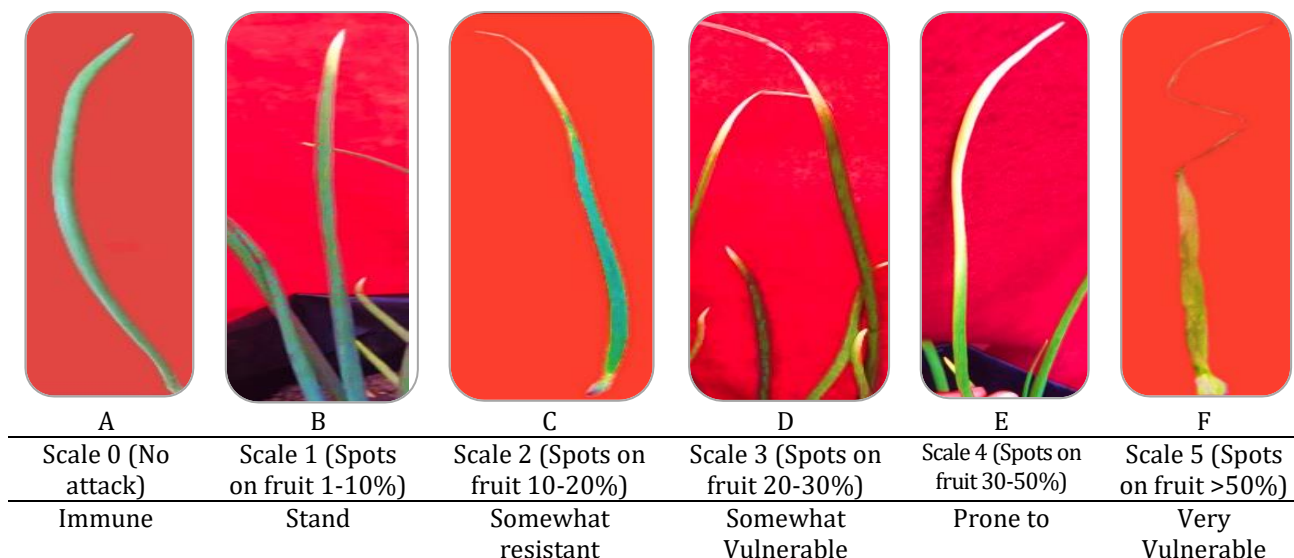 A B C D E F
Scale 0 (No Scale 1 (Spots Scale 2 (Spots on Scale 3 (Spots on Scale 4 (Spots on Scale 5 (Spots
attack) on fruit 1-10%) fruit 10-20%) fruit 20-30%) fruit 30-50%) on fruit >50%)
Immune Stand Somewhat Somewhat Prone to Very
resistant Vulnerable Vulnerable